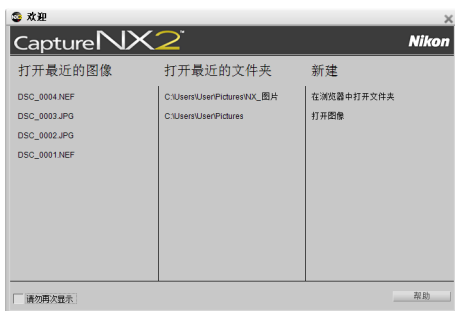 欢迎
Capture NX 2™
Nikon
打开最近的图像
打开最近的文件夹
新建
DSC_0004.NEF
DSC_0003.JPG
DSC_0002.JPG
DSC_0001.NEF
C:\Users\User\Pictures\NX_图片
C:\Users\User\Pictures
在浏览器中打开文件夹
打开图像
请勿再次显示
帮助